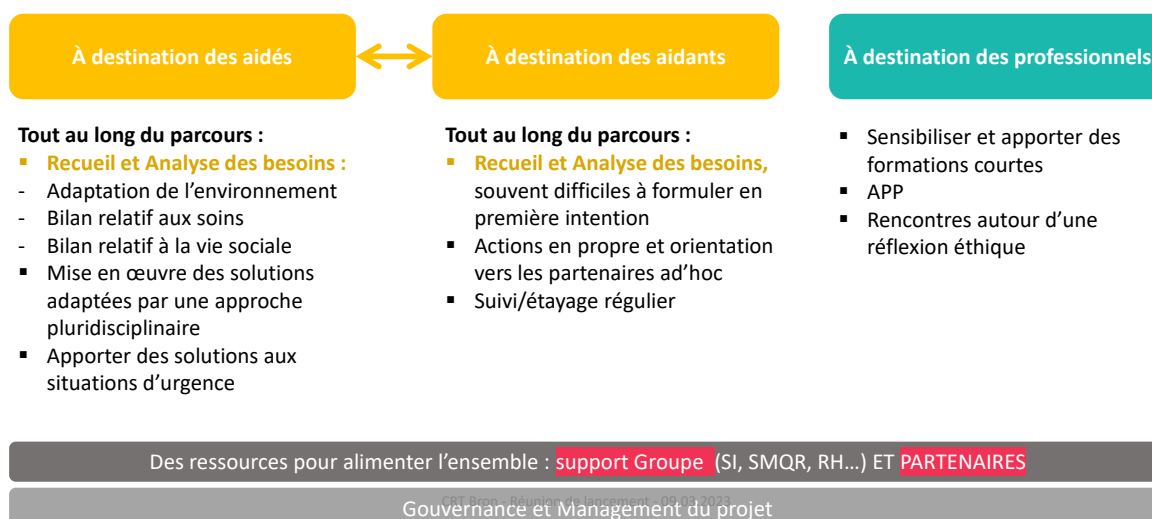 À destination des aidés
À destination des aidants
À destination des professionnels
Tout au long du parcours :
▪ Recueil et Analyse des besoins :
- Adaptation de l’environnement
- Bilan relatif aux soins
- Bilan relatif à la vie sociale
▪ Mise en œuvre des solutions
adaptées par une approche
pluridisciplinaire
▪ Apporter des solutions aux
situations d’urgence
Tout au long du parcours :
▪ Recueil et Analyse des besoins,
souvent difficiles à formuler en
première intention
▪ Actions en propre et orientation
vers les partenaires ad’hoc
▪ Suivi/étayage régulier
▪ Sensibiliser et apporter des
formations courtes
▪ APP
▪ Rencontres autour d’une
réflexion éthique
Des ressources pour alimenter l’ensemble : support Groupe (SI, SMQR, RH…) ET PARTENAIRES
CRT Bron - Réunion de lancement - 09 03 2023
Gouvernance et Management du projet